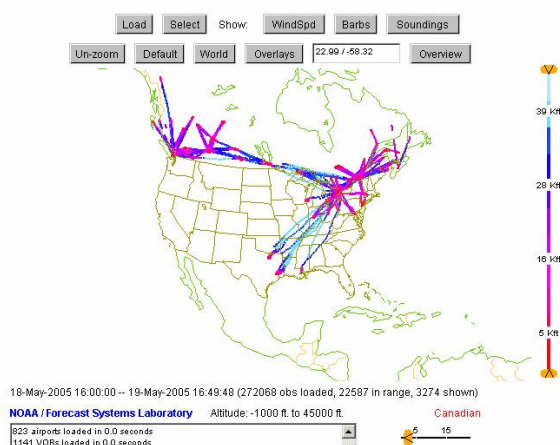 Load Select Show: WindSpd Barbs Soundings
Un-zoom Default World Overlays 22.99 / -58.32 Overview
39 Kft
28 Kft
16 Kft
5 Kft
18-May-2005 16:00:00 -- 19-May-2005 16:49:48 (272068 obs loaded, 22587 in range, 3274 shown)
NOAA / Forecast Systems Laboratory Altitude: -1000 ft. to 45000 ft. Canadian
823 airports loaded in 0.0 seconds
1141 VORs loaded in 0.0 seconds
5 15